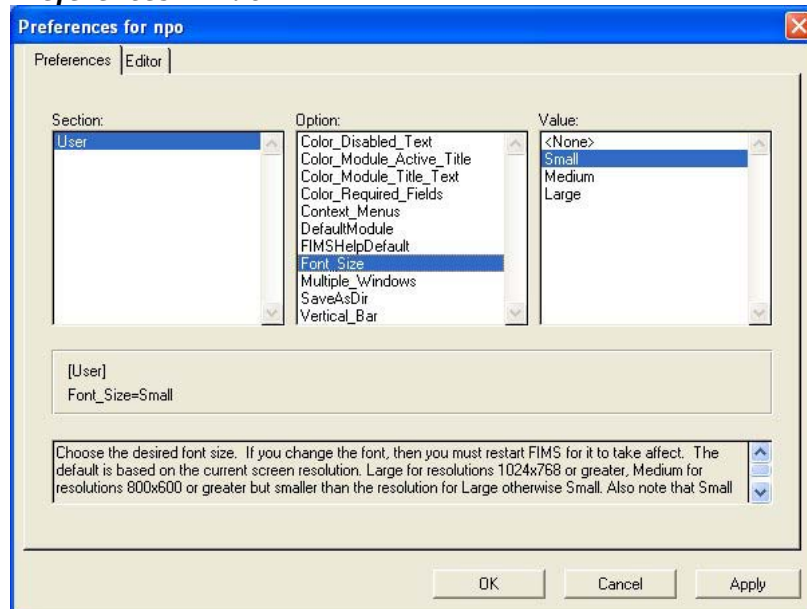 Preferences for npo
Preferences Editor
Section: Option: Value:
User
Color_Disabled_Text
Color_Module_Active_Title
Color_Module_Title_Text
Color_Required_Fields
Context_Menus
DefaultModule
FIMSHelpDefault
Font_Size
Multiple_Windows
SaveAsDir
Vertical_Bar
<None>
Small
Medium
Large
[User]
Font_Size=Small
Choose the desired font size. If you change the font, then you must restart FIMS for it to take affect. The
default is based on the current screen resolution. Large for resolutions 1024x768 or greater, Medium for
resolutions 800x600 or greater but smaller than the resolution for Large otherwise Small. Also note that Small
OK Cancel Apply